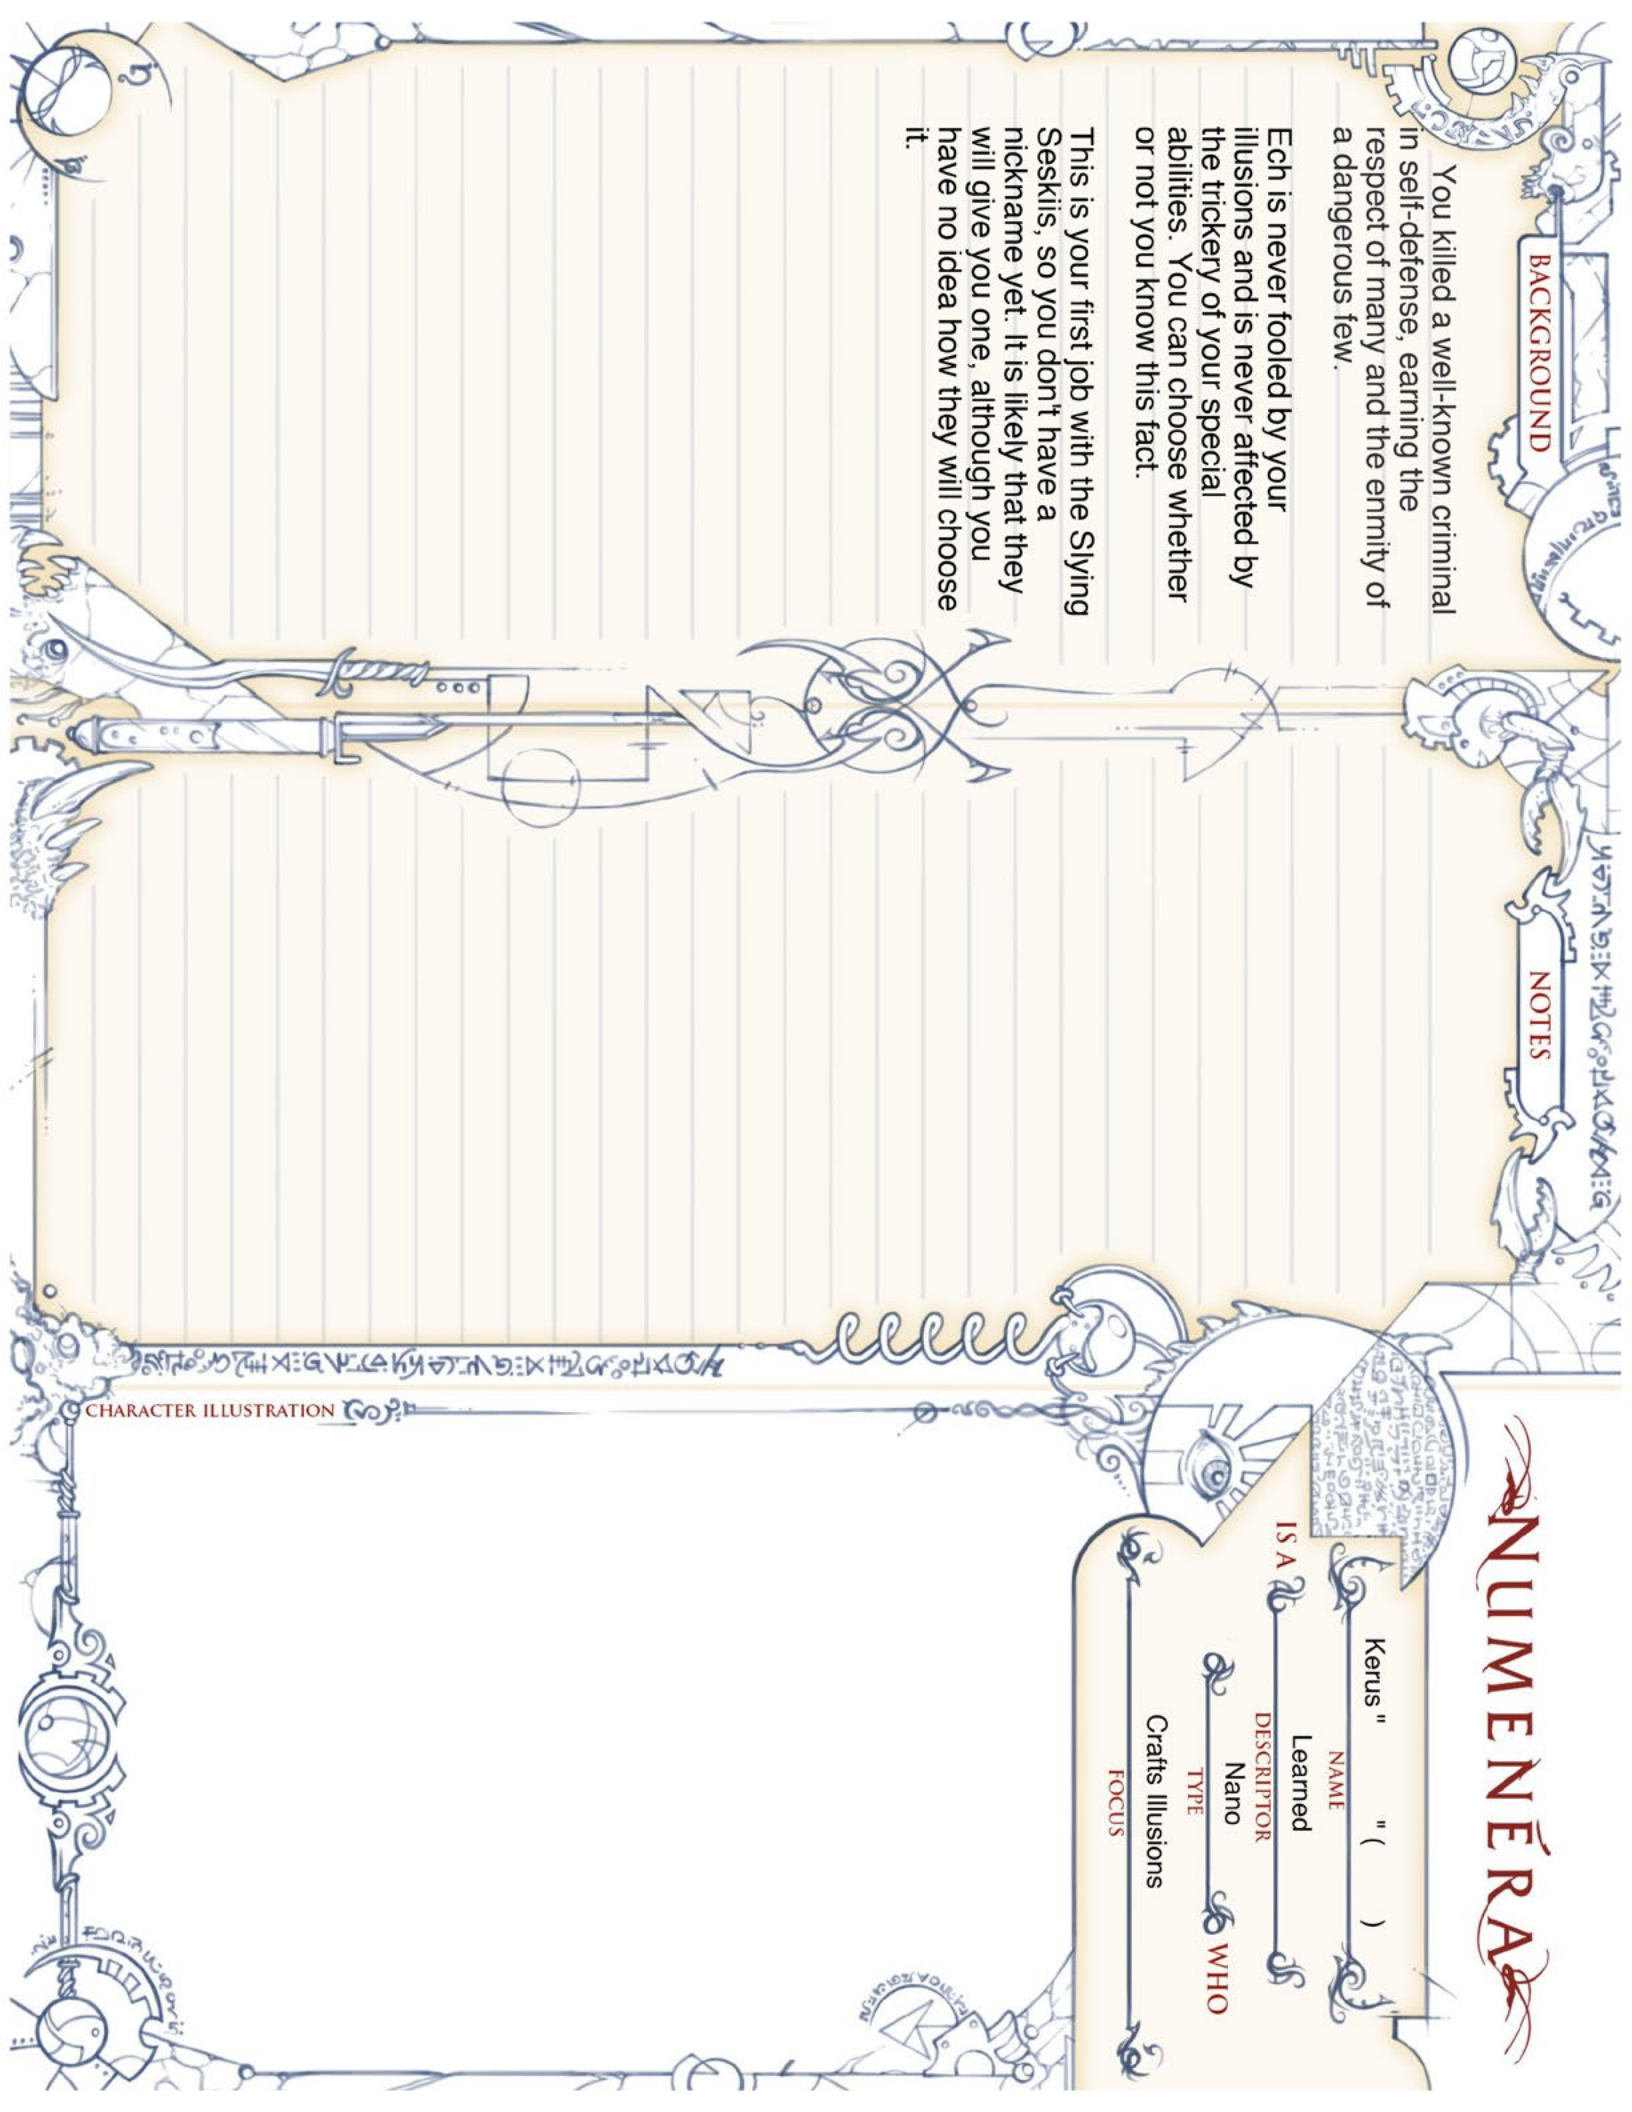 BACKGROUND
You killed a well-known criminal
in self-defense, earning the
respect of many and the enmity of
a dangerous few.
Ech is never fooled by your
illusions and is never affected by
the trickery of your special
abilities. You can choose whether
or not you know this fact.
This is your first job with the Slying
Seskiis, so you don't have a
nickname yet. It is likely that they
will give you one, although you
have no idea how they will choose
it.
NOTES
NUMENERA
Kerus " " ( )
NAME
IS A
Learned
DESCRIPTOR
Nano
WHO
TYPE
Crafts Illusions
FOCUS
CHARACTER ILLUSTRATION